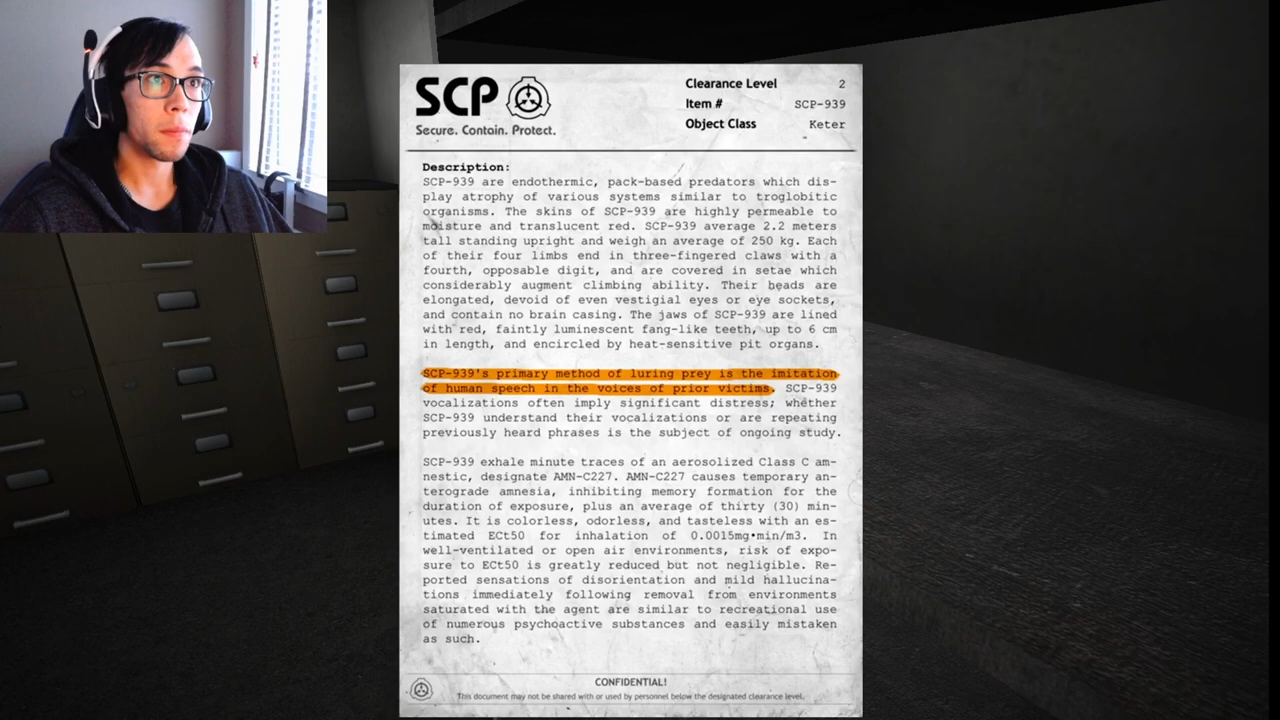 SCP
Secure. Contain. Protect.
Clearance Level 2
Item # SCP-939
Object Class Keter
Description:
SCP-939 are endothermic, pack-based predators which dis-
play atrophy of various systems similar to troglobitic
organisms. The skins of SCP-939 are highly permeable to
moisture and translucent red. SCP-939 average 2.2 meters
tall standing upright and weigh an average of 250 kg. Each
of their four limbs end in three-fingered claws with a
fourth, opposable digit, and are covered in setae which
considerably augment climbing ability. Their heads are
elongated, devoid of even vestigial eyes or eye sockets,
and contain no brain casing. The jaws of SCP-939 are lined
with red, faintly luminescent fang-like teeth, up to 6 cm
in length, and encircled by heat-sensitive pit organs.
SCP-939's primary method of luring prey is the imitation
of human speech in the voices of prior victims. SCP-939
vocalizations often imply significant distress; whether
SCP-939 understand their vocalizations or are repeating
previously heard phrases is the subject of ongoing study.
SCP-939 exhale minute traces of an aerosolized Class C am-
nestic, designate AMN-C227. AMN-C227 causes temporary an-
terograde amnesia, inhibiting memory formation for the
duration of exposure, plus an average of thirty (30) min-
utes. It is colorless, odorless, and tasteless with an es-
timated ECt50 for inhalation of 0.0015mg•min/m3. In
well-ventilated or open air environments, risk of expo-
sure to ECt50 is greatly reduced but not negligible. Re-
ported sensations of disorientation and mild hallucina-
tions immediately following removal from environments
saturated with the agent are similar to recreational use
of numerous psychoactive substances and easily mistaken
as such.
CONFIDENTIAL!
This document may not be shared with or used by personnel below the designated clearance level.